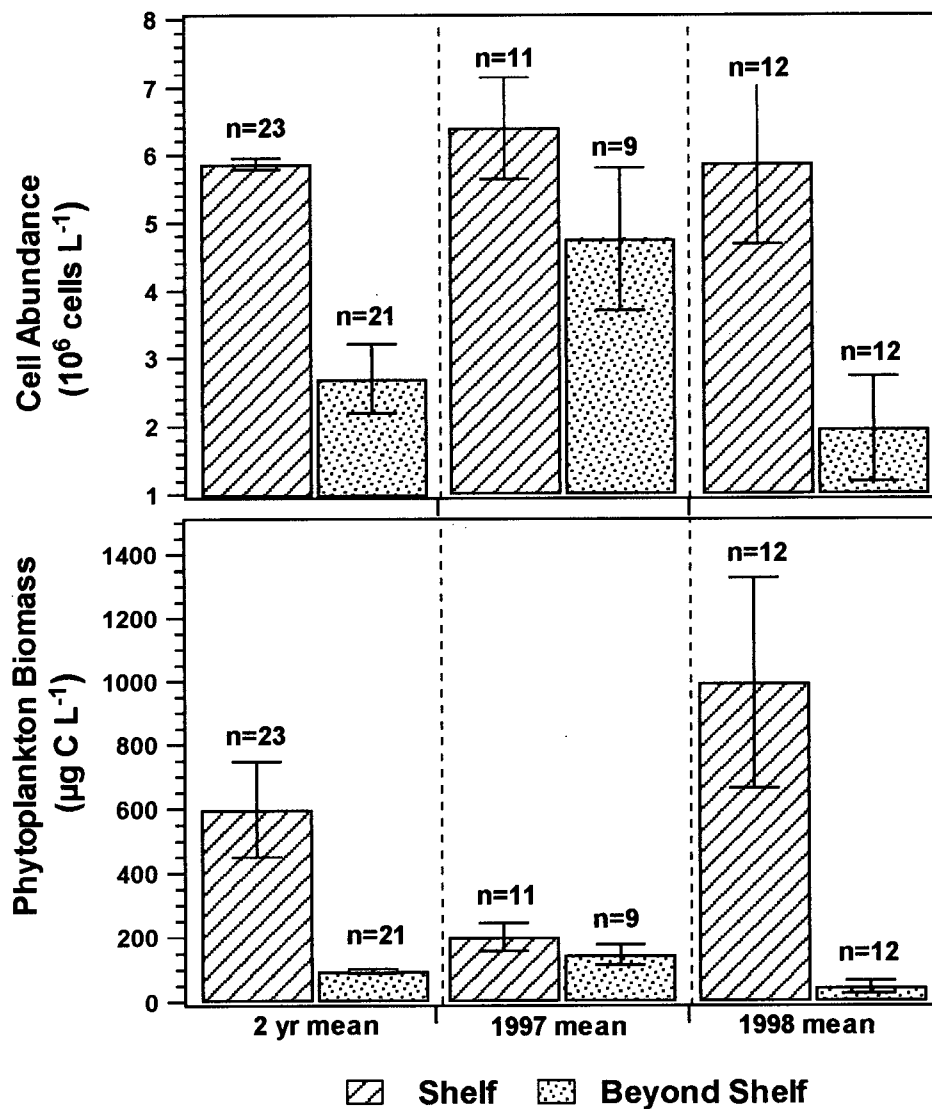 Cell Abundance
(10⁶ cells L⁻¹)
8
7
6
5
4
3
2
1
n=23
n=21
n=11
n=9
n=12
n=12
Phytoplankton Biomass
(µg C L⁻¹)
1400
1200
1000
800
600
400
200
0
n=23
n=21
n=11
n=9
n=12
n=12
2 yr mean
1997 mean
1998 mean
Shelf
Beyond Shelf